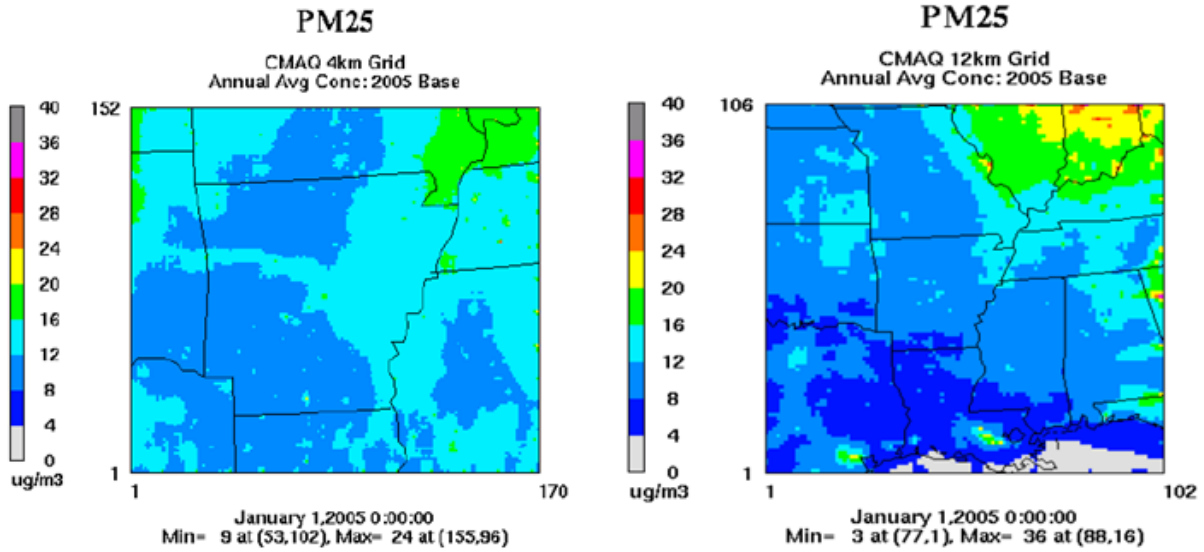 PM25
CMAQ 4km Grid
Annual Avg Conc: 2005 Base
40
36
32
28
24
20
16
12
8
4
0
ug/m3
152
1
1
170
January 1,2005 0:00:00
Min= 9 at (53,102), Max= 24 at (155,96)
PM25
CMAQ 12km Grid
Annual Avg Conc: 2005 Base
40
36
32
28
24
20
16
12
8
4
0
ug/m3
106
1
1
102
January 1,2005 0:00:00
Min= 3 at (77,1), Max= 36 at (88,16)